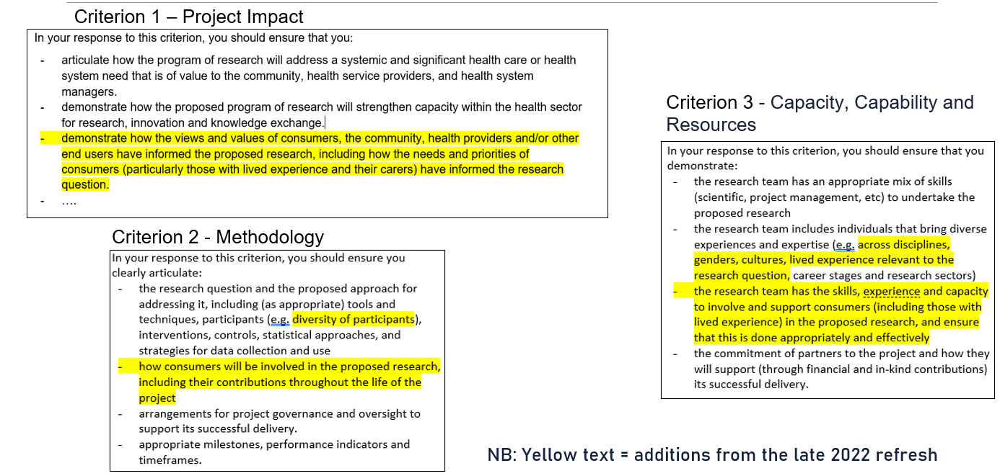 Criterion 1 – Project Impact
In your response to this criterion, you should ensure that you:
- articulate how the program of research will address a systemic and significant health care or health
system need that is of value to the community, health service providers, and health system
managers.
- demonstrate how the proposed program of research will strengthen capacity within the health sector
for research, innovation and knowledge exchange.
- demonstrate how the views and values of consumers, the community, health providers and/or other
end users have informed the proposed research, including how the needs and priorities of
consumers (particularly those with lived experience and their carers) have informed the research
question.
- ….
Criterion 2 - Methodology
In your response to this criterion, you should ensure you
clearly articulate:
- the research question and the proposed approach for
addressing it, including (as appropriate) tools and
techniques, participants (e.g. diversity of participants),
interventions, controls, statistical approaches, and
strategies for data collection and use
- how consumers will be involved in the proposed research,
including their contributions throughout the life of the
project
- arrangements for project governance and oversight to
support its successful delivery.
- appropriate milestones, performance indicators and
timeframes.
Criterion 3 - Capacity, Capability and
Resources
In your response to this criterion, you should ensure that you
demonstrate:
- the research team has an appropriate mix of skills
(scientific, project management, etc) to undertake the
proposed research
- the research team includes individuals that bring diverse
experiences and expertise (e.g. across disciplines,
genders, cultures, lived experience relevant to the
research question, career stages and research sectors)
- the research team has the skills, experience and capacity
to involve and support consumers (including those with
lived experience) in the proposed research, and ensure
that this is done appropriately and effectively
- the commitment of partners to the project and how they
will support (through financial and in-kind contributions)
its successful delivery.
NB: Yellow text = additions from the late 2022 refresh